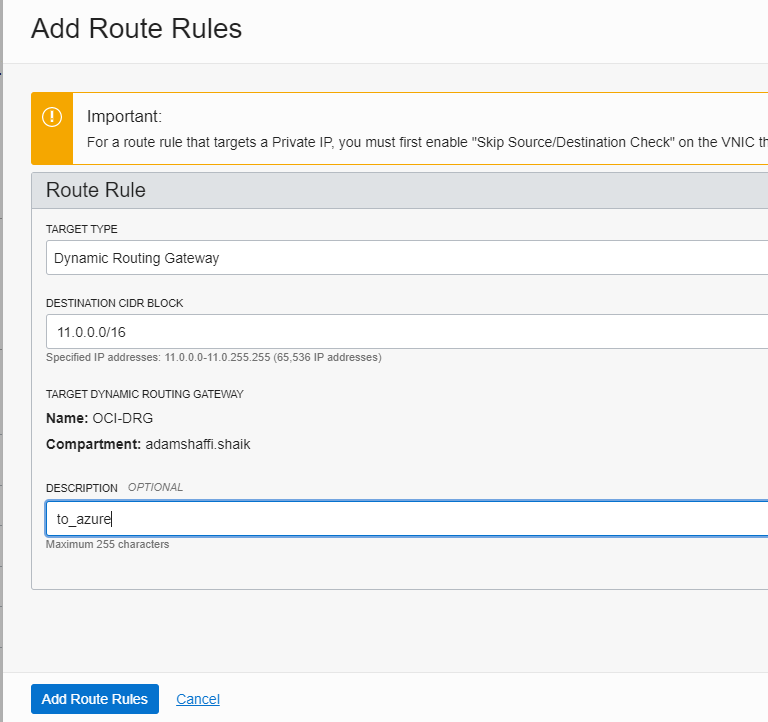 Add Route Rules
Important:
For a route rule that targets a Private IP, you must first enable "Skip Source/Destination Check" on the VNIC th
Route Rule
TARGET TYPE
Dynamic Routing Gateway
DESTINATION CIDR BLOCK
11.0.0.0/16
Specified IP addresses: 11.0.0.0-11.0.255.255 (65,536 IP addresses)
TARGET DYNAMIC ROUTING GATEWAY
Name: OCI-DRG
Compartment: adamshaffi.shaik
DESCRIPTION OPTIONAL
to_azure
Maximum 255 characters
Add Route Rules Cancel